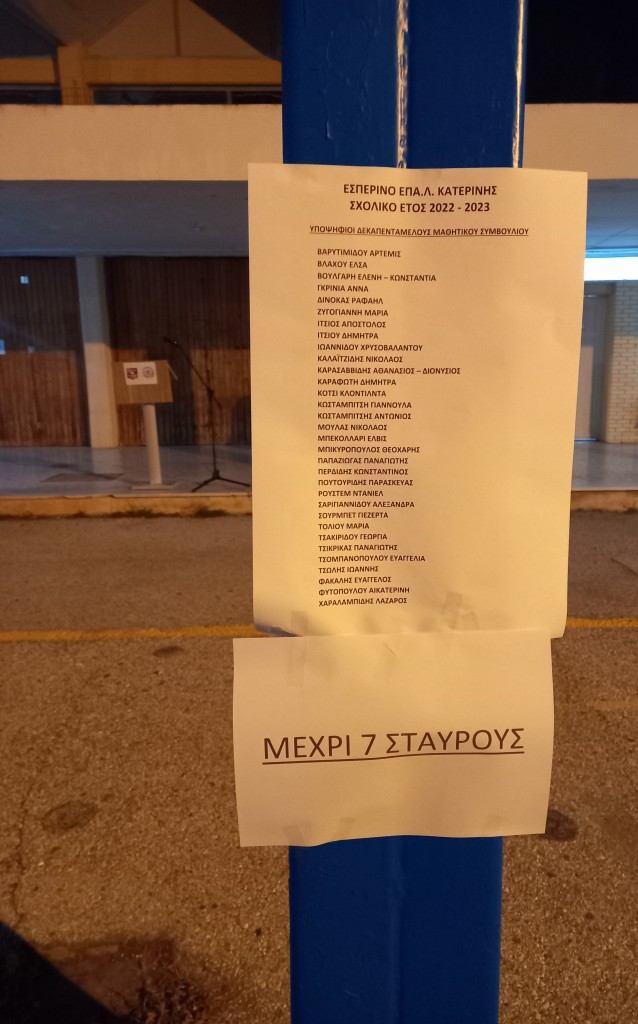 ΕΣΠΕΡΙΝΟ ΕΠΑ.Λ. ΚΑΤΕΡΙΝΗΣ
ΣΧΟΛΙΚΟ ΕΤΟΣ 2022 - 2023
ΥΠΟΨΗΦΙΟΙ ΔΕΚΑΠΕΝΤΑΜΕΛΟΥΣ ΜΑΘΗΤΙΚΟΥ ΣΥΜΒΟΥΛΙΟΥ
ΒΑΡΥΤΙΜΙΔΟΥ ΑΡΤΕΜΙΣ
ΒΛΑΧΟΥ ΕΛΣΑ
ΒΟΥΛΓΑΡΗ ΕΛΕΝΗ – ΚΩΝΣΤΑΝΤΙΑ
ΓΚΡΙΝΙΑ ΑΝΝΑ
ΔΙΝΟΚΑΣ ΡΑΦΑΗΛ
ΖΥΓΟΓΙΑΝΝΗ ΜΑΡΙΑ
ΙΤΣΙΟΣ ΑΠΟΣΤΟΛΟΣ
ΙΤΣΙΟΥ ΔΗΜΗΤΡΑ
ΙΩΑΝΝΙΔΟΥ ΧΡΥΣΟΒΑΛΑΝΤΟΥ
ΚΑΛΑΪΤΖΙΔΗΣ ΝΙΚΟΛΑΟΣ
ΚΑΡΑΣΑΒΒΙΔΗΣ ΑΘΑΝΑΣΙΟΣ – ΔΙΟΝΥΣΙΟΣ
ΚΑΡΑΦΩΤΗ ΔΗΜΗΤΡΑ
ΚΟΤΣΙ ΚΛΟΝΤΙΛΝΤΑ
ΚΩΣΤΑΜΠΙΤΣΗ ΓΙΑΝΝΟΥΛΑ
ΚΩΣΤΑΜΠΙΤΣΗΣ ΑΝΤΩΝΙΟΣ
ΜΟΥΛΑΣ ΝΙΚΟΛΑΟΣ
ΜΠΕΚΟΛΛΑΡΙ ΕΛΒΙΣ
ΜΠΙΚΥΡΟΠΟΥΛΟΣ ΘΕΟΧΑΡΗΣ
ΠΑΠΑΖΙΩΓΑΣ ΠΑΝΑΓΙΩΤΗΣ
ΠΕΡΔΙΔΗΣ ΚΩΝΣΤΑΝΤΙΝΟΣ
ΠΟΥΤΟΥΡΙΔΗΣ ΠΑΡΑΣΚΕΥΑΣ
ΡΟΥΣΤΕΜ ΝΤΑΝΙΕΛ
ΣΑΡΙΓΙΑΝΝΙΔΟΥ ΑΛΕΞΑΝΔΡΑ
ΣΟΥΡΜΠΕΤ ΓΙΕΖΕΡΤΑ
ΤΟΛΙΟΥ ΜΑΡΙΑ
ΤΣΑΚΙΡΙΔΟΥ ΓΕΩΡΓΙΑ
ΤΣΙΚΡΙΚΑΣ ΠΑΝΑΓΙΩΤΗΣ
ΤΣΟΜΠΑΝΟΠΟΥΛΟΥ ΕΥΑΓΓΕΛΙΑ
ΤΣΩΛΗΣ ΙΩΑΝΝΗΣ
ΦΑΚΑΛΗΣ ΕΥΑΓΓΕΛΟΣ
ΦΥΤΟΠΟΥΛΟΥ ΑΙΚΑΤΕΡΙΝΗ
ΧΑΡΑΛΑΜΠΙΔΗΣ ΛΑΖΑΡΟΣ
ΜΕΧΡΙ 7 ΣΤΑΥΡΟΥΣ